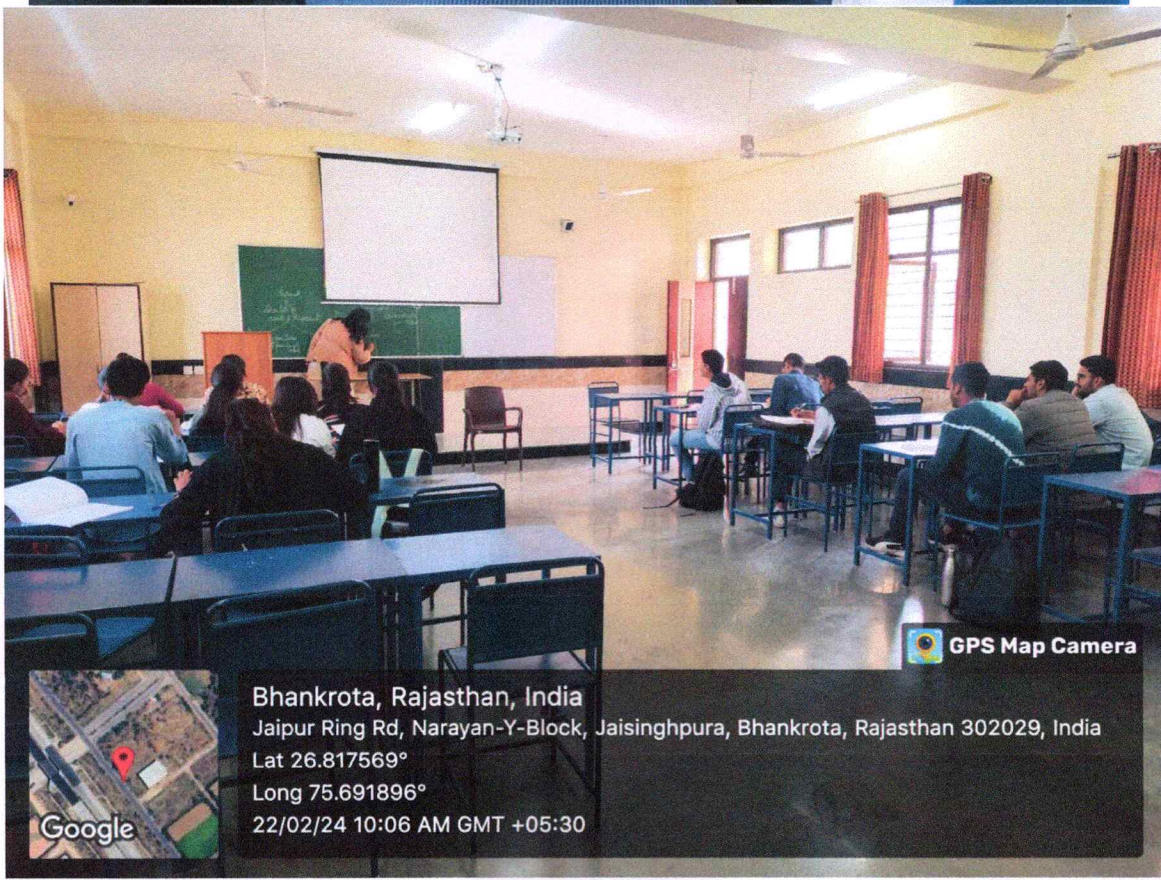 GPS Map Camera
Bhankrota, Rajasthan, India
Jaipur Ring Rd, Narayan-Y-Block, Jaisinghpura, Bhankrota, Rajasthan 302029, India
Lat 26.817569°
Long 75.691896°
22/02/24 10:06 AM GMT +05:30
Google